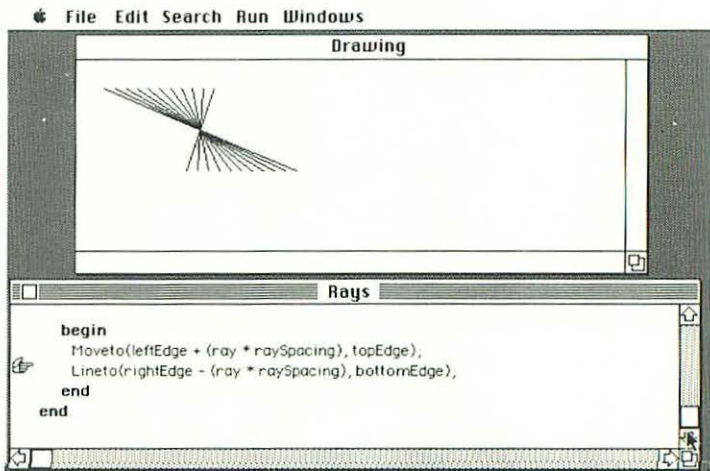 File Edit Search Run Windows
Drawing
Rays
begin
Moveto(leftEdge + (ray * raySpacing), topEdge);
Lineto(rightEdge - (ray * raySpacing), bottomEdge);
end
end.